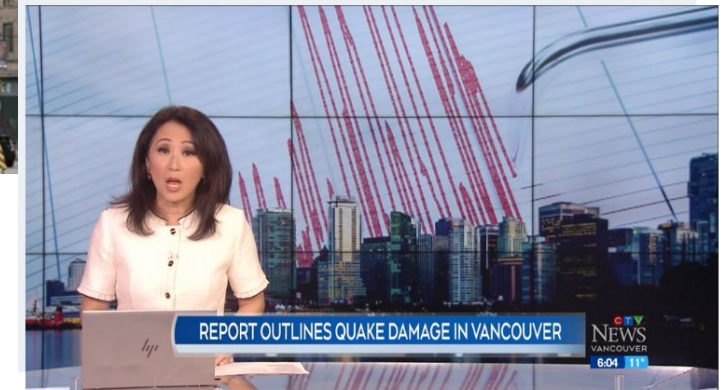 hp
REPORT OUTLINES QUAKE DAMAGE IN VANCOUVER
CTV
NEWS
VANCOUVER
6:04 11°